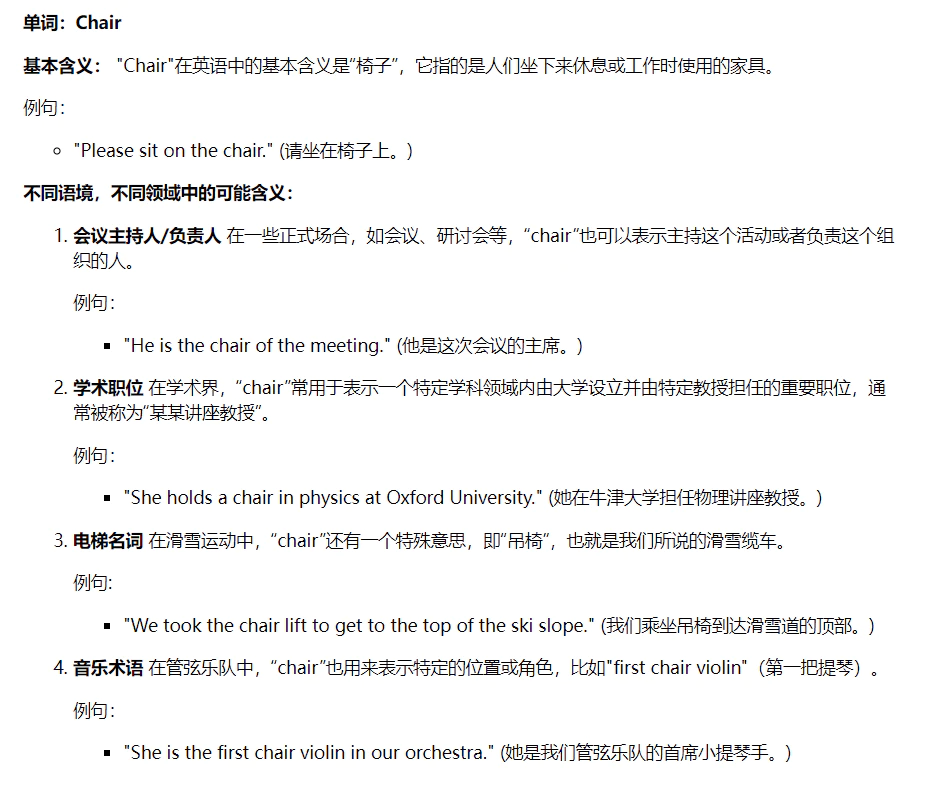 单词：Chair
基本含义： "Chair"在英语中的基本含义是“椅子”，它指的是人们坐下来休息或工作时使用的家具。
例句：
"Please sit on the chair." (请坐在椅子上。)
不同语境，不同领域中的可能含义：
1. 会议主持人/负责人 在一些正式场合，如会议、研讨会等，“chair”也可以表示主持这个活动或者负责这个组
织的人。
例句：
"He is the chair of the meeting." (他是这次会议的主席。)
2. 学术职位 在学术界，“chair”常用于表示一个特定学科领域内由大学设立并由特定教授担任的重要职位，通
常被称为“某某讲座教授”。
例句：
"She holds a chair in physics at Oxford University." (她在牛津大学担任物理讲座教授。)
3. 电梯名词 在滑雪运动中，“chair”还有一个特殊意思，即“吊椅”，也就是我们所说的滑雪缆车。
例句:
"We took the chair lift to get to the top of the ski slope." (我们乘坐吊椅到达滑雪道的顶部。)
4. 音乐术语 在管弦乐队中，“chair”也用来表示特定的位置或角色，比如"first chair violin"（第一把提琴）。
例句：
"She is the first chair violin in our orchestra." (她是我们管弦乐队的首席小提琴手。)